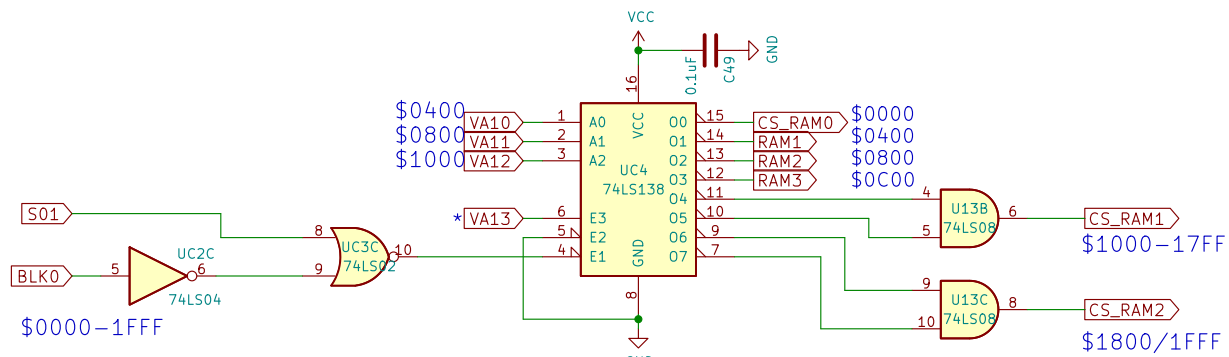 VCC
0.1uF
C49
GND
16
$0400
VA10
1
A0
VCC
O0
15
CS_RAM0
$0000
$0800
VA11
2
A1
O1
14
RAM1
$0400
$1000
VA12
3
A2
O2
13
RAM2
$0800
UC4
74LS138
O3
12
RAM3
$0C00
O4
11
4
U13B
74LS08
6
CS_RAM1
5
$1000-17FF
S01
*
VA13
6
E3
O5
10
5
E2
O6
9
4
E1
O7
7
GND
8
8
UC3C
74LS02
10
9
UC2C
BLK0
5
6
74LS04
$0000-1FFF
9
U13C
74LS08
8
CS_RAM2
10
$1800/1FFF